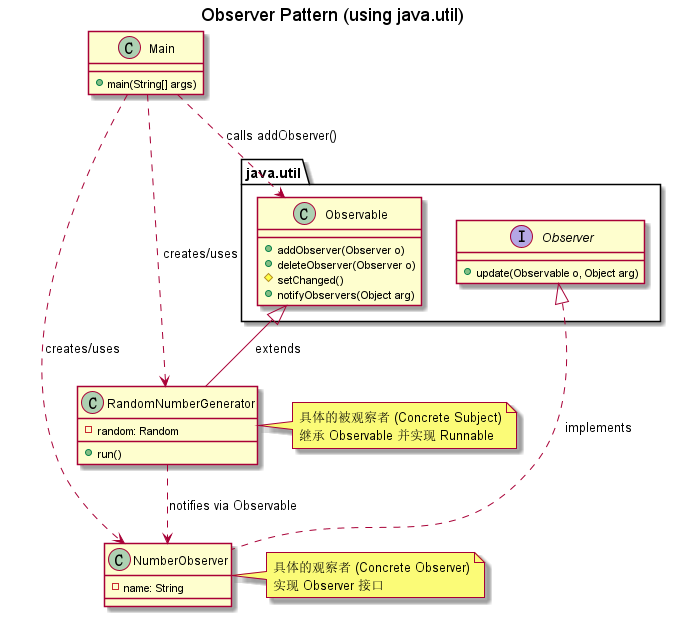 Observer Pattern (using java.util)
C Main
main(String[] args)
calls addObserver()
java.util
C Observable
addObserver(Observer o)
deleteObserver(Observer o)
setChanged()
notifyObservers(Object arg)
I Observer
update(Observable o, Object arg)
creates/uses
creates/uses
extends
C RandomNumberGenerator
random: Random
run()
具体的被观察者 (Concrete Subject)
继承 Observable 并实现 Runnable
implements
notifies via Observable
C NumberObserver
name: String
具体的观察者 (Concrete Observer)
实现 Observer 接口